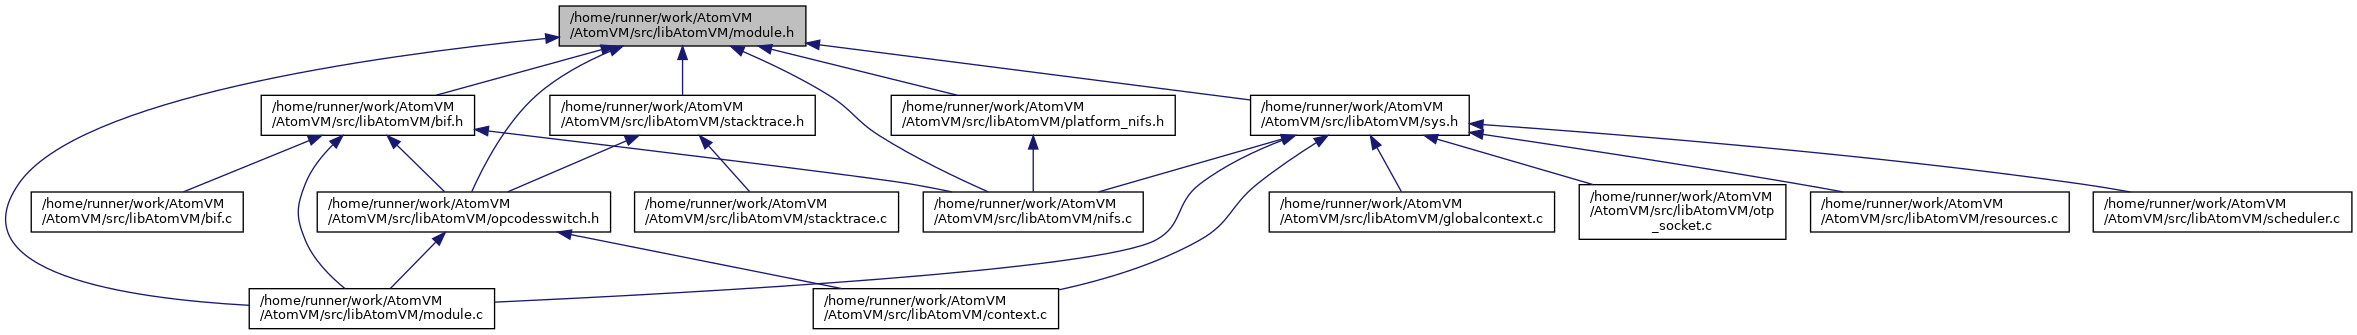 /home/runner/work/AtomVM
/AtomVM/src/libAtomVM/module.h
/home/runner/work/AtomVM
/AtomVM/src/libAtomVM/bif.h
/home/runner/work/AtomVM
/AtomVM/src/libAtomVM/stacktrace.h
/home/runner/work/AtomVM
/AtomVM/src/libAtomVM/platform_nifs.h
/home/runner/work/AtomVM
/AtomVM/src/libAtomVM/sys.h
/home/runner/work/AtomVM
/AtomVM/src/libAtomVM/bif.c
/home/runner/work/AtomVM
/AtomVM/src/libAtomVM/opcodesswitch.h
/home/runner/work/AtomVM
/AtomVM/src/libAtomVM/stacktrace.c
/home/runner/work/AtomVM
/AtomVM/src/libAtomVM/nifs.c
/home/runner/work/AtomVM
/AtomVM/src/libAtomVM/globalcontext.c
/home/runner/work/AtomVM
/AtomVM/src/libAtomVM/otp
_socket.c
/home/runner/work/AtomVM
/AtomVM/src/libAtomVM/resources.c
/home/runner/work/AtomVM
/AtomVM/src/libAtomVM/scheduler.c
/home/runner/work/AtomVM
/AtomVM/src/libAtomVM/module.c
/home/runner/work/AtomVM
/AtomVM/src/libAtomVM/context.c